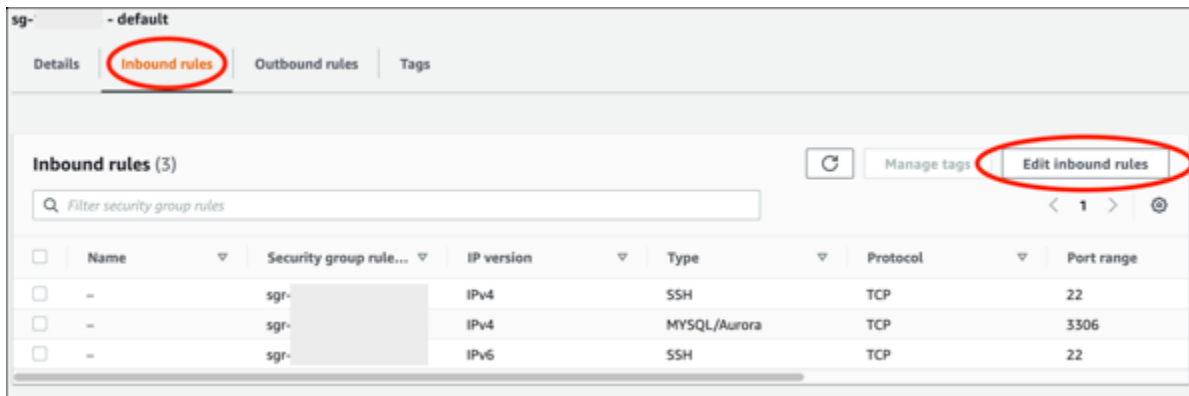 sg- - default
Details Inbound rules Outbound rules Tags
Inbound rules (3) Manage tags Edit inbound rules
Filter security group rules 1
Name Security group rule... IP version Type Protocol Port range
– sgr- IPv4 SSH TCP 22
– sgr- IPv4 MYSQL/Aurora TCP 3306
– sgr- IPv6 SSH TCP 22